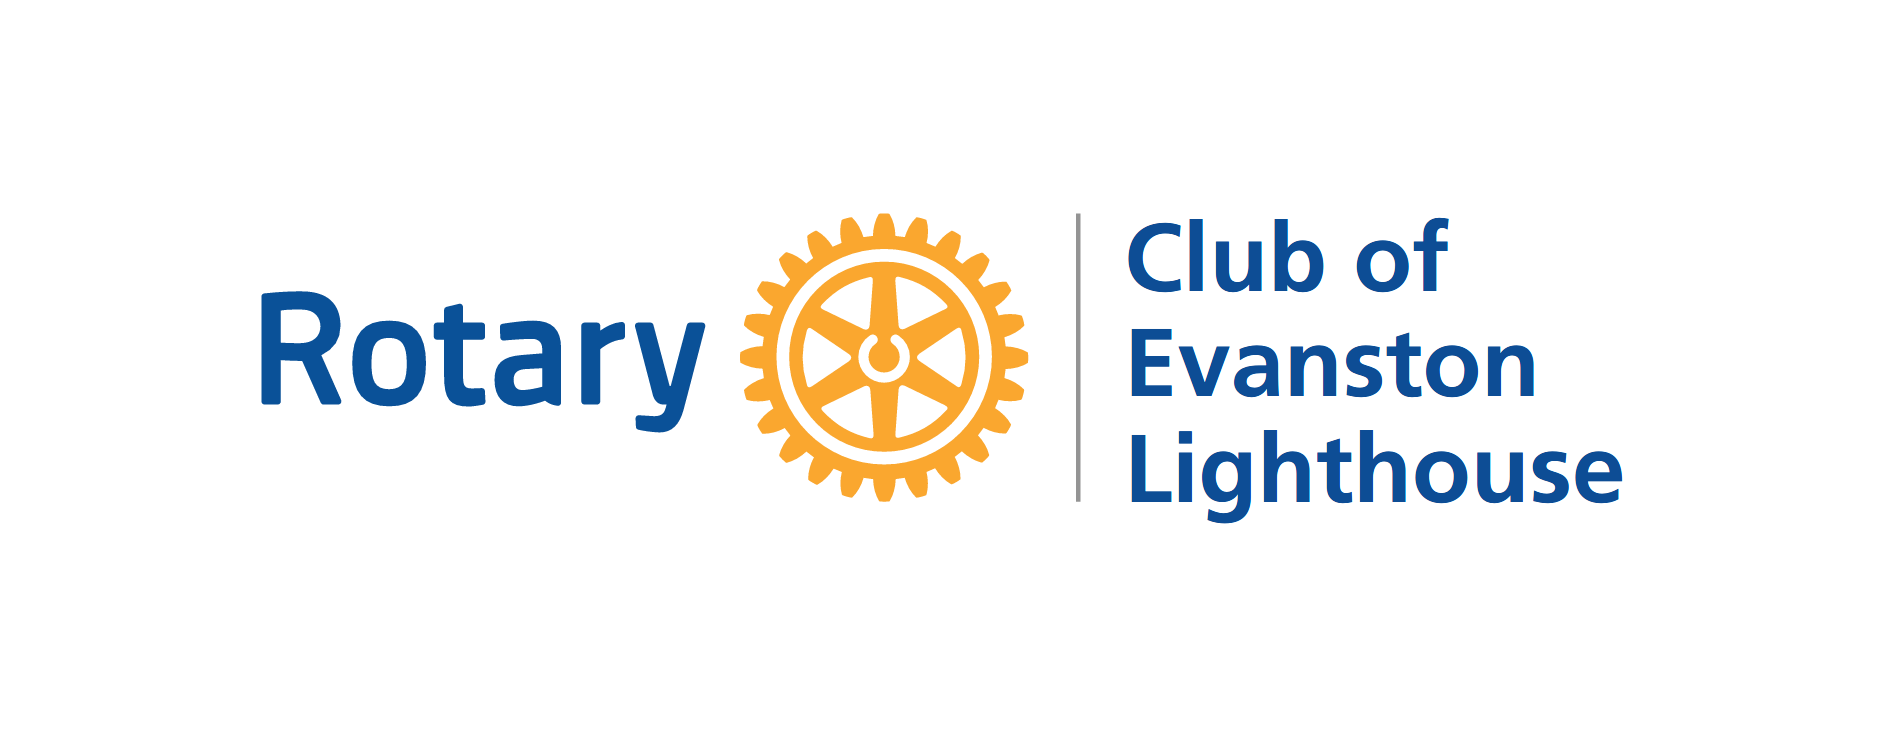 Rotary
Club of
Evanston
Lighthouse